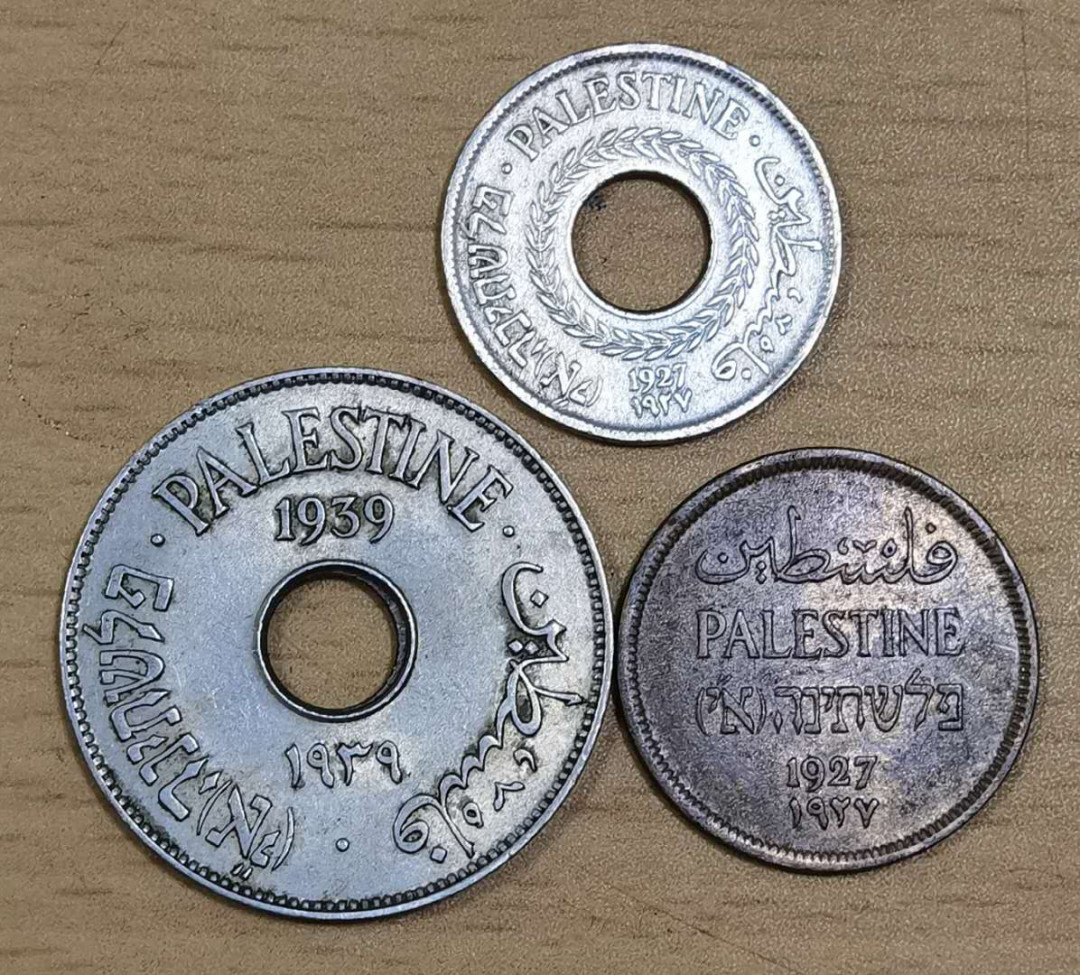 PALESTINE
فلسطين
1927
١٩٢٧
פלשתינה (א״י)
PALESTINE
1939
فلسطين
١٩٣٩
פלשתינה (א״י)
فلسطين
PALESTINE
פלשתינה (א״י)
1927
١٩٢٧